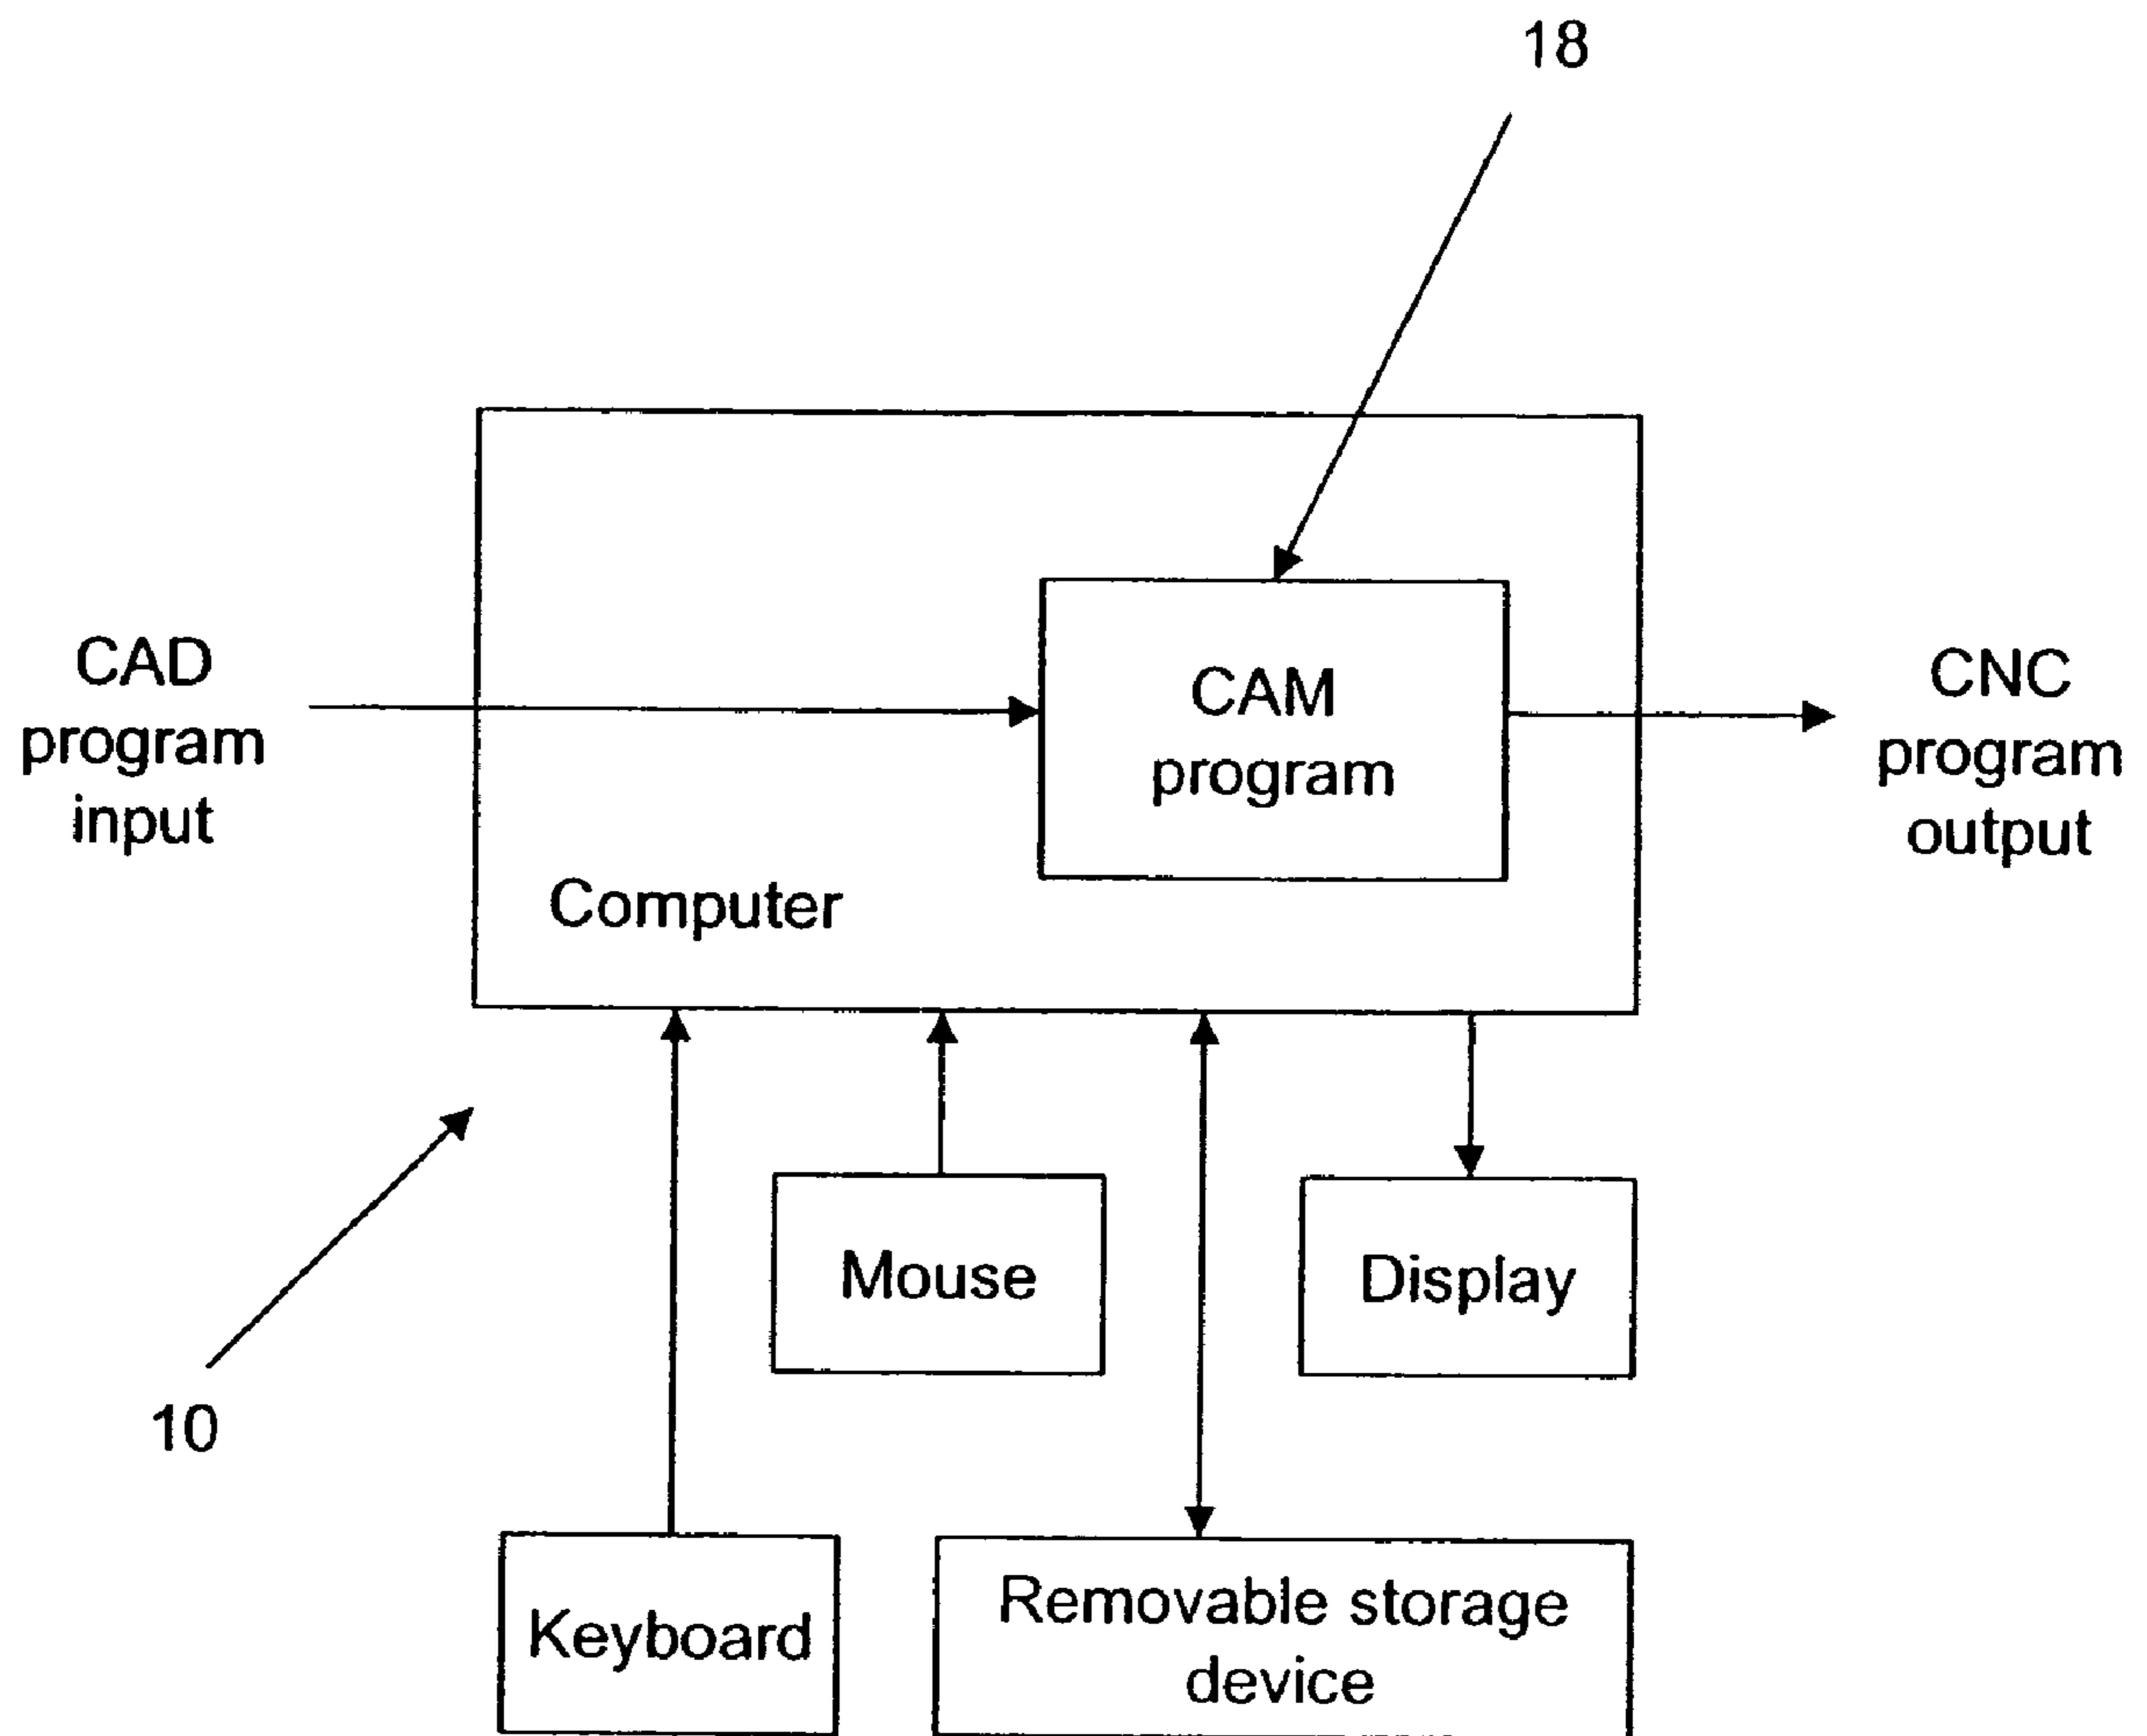 18
CAD
program
input
CAM
program
CNC
program
output
Computer
Mouse
Display
10
Keyboard
Removable storage
device